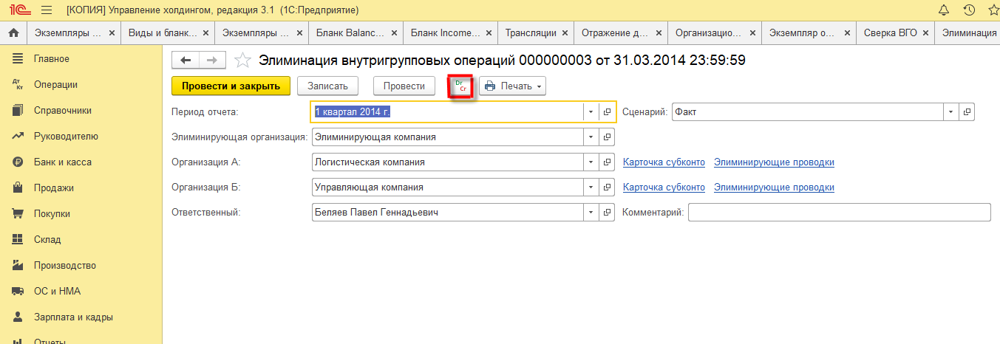 1С [КОПИЯ] Управление холдингом, редакция 3.1 (1С:Предприятие)
Экземпляры ... × Виды и бланк... × Экземпляры ... × Бланк Balanc... × Бланк Income... × Трансляции × Отражение д... × Организацио... × Экземпляр о... × Сверка ВГО × Элиминация
Главное
Элиминация внутригрупповых операций 000000003 от 31.03.2014 23:59:59
Дт Кт Операции
Провести и закрыть Записать Провести Dr Cr Печать
Справочники
Период отчета: 1 квартал 2014 г. Сценарий: Факт
Руководителю
Элиминирующая организация: Элиминирующая компания
Банк и касса
Организация А: Логистическая компания Карточка субконто Элиминирующие проводки
Продажи
Организация Б: Управляющая компания Карточка субконто Элиминирующие проводки
Покупки
Ответственный: Беляев Павел Геннадьевич Комментарий:
Склад
Производство
ОС и НМА
Зарплата и кадры
Отчеты